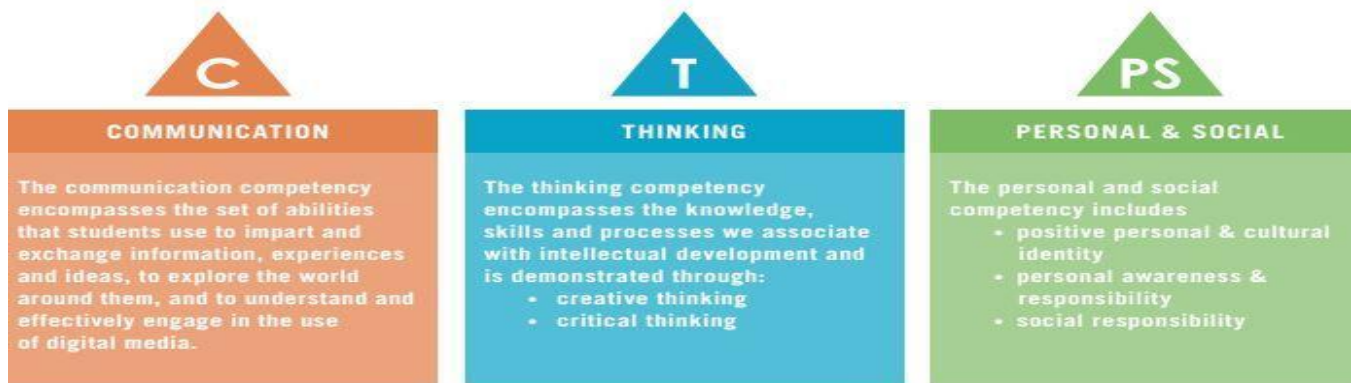 C
COMMUNICATION
The communication competency
encompasses the set of abilities
that students use to impart and
exchange information, experiences
and ideas, to explore the world
around them, and to understand and
effectively engage in the use
of digital media.
T
THINKING
The thinking competency
encompasses the knowledge,
skills and processes we associate
with intellectual development and
is demonstrated through:
• creative thinking
• critical thinking
PS
PERSONAL & SOCIAL
The personal and social
competency includes
• positive personal & cultural
identity
• personal awareness &
responsibility
• social responsibility